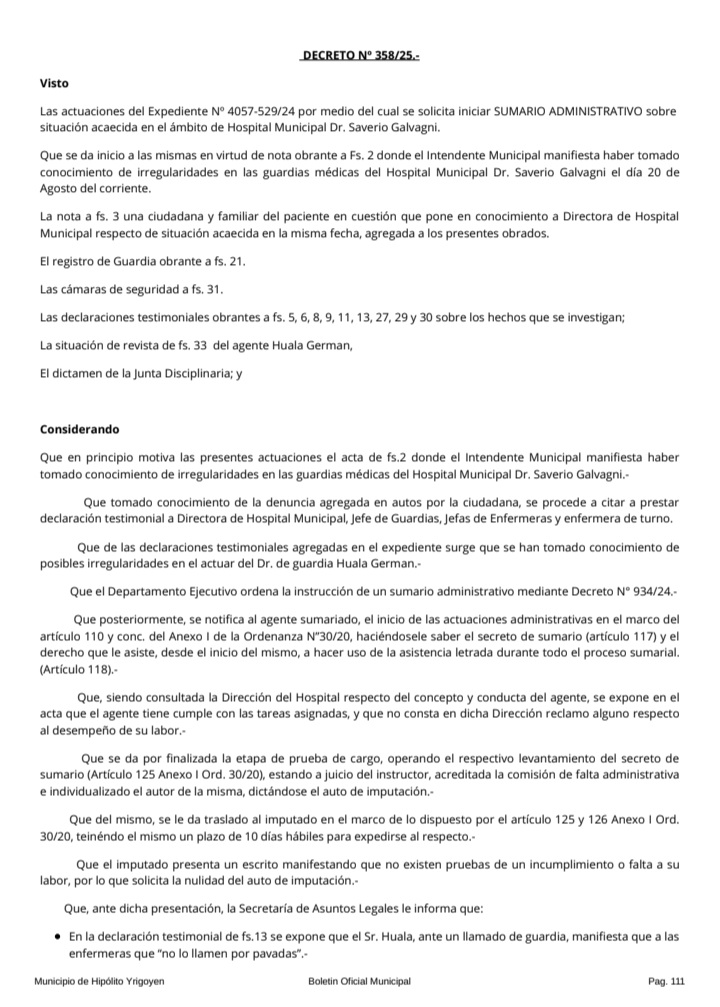 DECRETO Nº 358/25.-
Visto
Las actuaciones del Expediente Nº 4057-529/24 por medio del cual se solicita iniciar SUMARIO ADMINISTRATIVO sobre
situación acaecida en el ámbito de Hospital Municipal Dr. Saverio Galvagni.
Que se da inicio a las mismas en virtud de nota obrante a Fs. 2 donde el Intendente Municipal manifiesta haber tomado
conocimiento de irregularidades en las guardias médicas del Hospital Municipal Dr. Saverio Galvagni el día 20 de
Agosto del corriente.
La nota a fs. 3 una ciudadana y familiar del paciente en cuestión que pone en conocimiento a Directora de Hospital
Municipal respecto de situación acaecida en la misma fecha, agregada a los presentes obrados.
El registro de Guardia obrante a fs. 21.
Las cámaras de seguridad a fs. 31.
Las declaraciones testimoniales obrantes a fs. 5, 6, 8, 9, 11, 13, 27, 29 y 30 sobre los hechos que se investigan;
La situación de revista de fs. 33 del agente Huala German,
El dictamen de la Junta Disciplinaria; y
Considerando
Que en principio motiva las presentes actuaciones el acta de fs.2 donde el Intendente Municipal manifiesta haber
tomado conocimiento de irregularidades en las guardias médicas del Hospital Municipal Dr. Saverio Galvagni.-
Que tomado conocimiento de la denuncia agregada en autos por la ciudadana, se procede a citar a prestar
declaración testimonial a Directora de Hospital Municipal, Jefe de Guardias, Jefas de Enfermeras y enfermera de turno.
Que de las declaraciones testimoniales agregadas en el expediente surge que se han tomado conocimiento de
posibles irregularidades en el actuar del Dr. de guardia Huala German.-
Que el Departamento Ejecutivo ordena la instrucción de un sumario administrativo mediante Decreto N° 934/24.-
Que posteriormente, se notifica al agente sumariado, el inicio de las actuaciones administrativas en el marco del
artículo 110 y conc. del Anexo I de la Ordenanza N"30/20, haciéndosele saber el secreto de sumario (artículo 117) y el
derecho que le asiste, desde el inicio del mismo, a hacer uso de la asistencia letrada durante todo el proceso sumarial.
(Artículo 118).-
Que, siendo consultada la Dirección del Hospital respecto del concepto y conducta del agente, se expone en el
acta que el agente tiene cumple con las tareas asignadas, y que no consta en dicha Dirección reclamo alguno respecto
al desempeño de su labor.-
Que se da por finalizada la etapa de prueba de cargo, operando el respectivo levantamiento del secreto de
sumario (Artículo 125 Anexo I Ord. 30/20), estando a juicio del instructor, acreditada la comisión de falta administrativa
e individualizado el autor de la misma, dictándose el auto de imputación.-
Que del mismo, se le da traslado al imputado en el marco de lo dispuesto por el artículo 125 y 126 Anexo I Ord.
30/20, teinéndo el mismo un plazo de 10 días hábiles para expedirse al respecto.-
Que el imputado presenta un escrito manifestando que no existen pruebas de un incumplimiento o falta a su
labor, por lo que solicita la nulidad del auto de imputación.-
Que, ante dicha presentación, la Secretaría de Asuntos Legales le informa que:
• En la declaración testimonial de fs.13 se expone que el Sr. Huala, ante un llamado de guardia, manifiesta que a las
enfermeras que "no lo llamen por pavadas".-
Municipio de Hipólito Yrigoyen Boletin Oficial Municipal Pag. 111